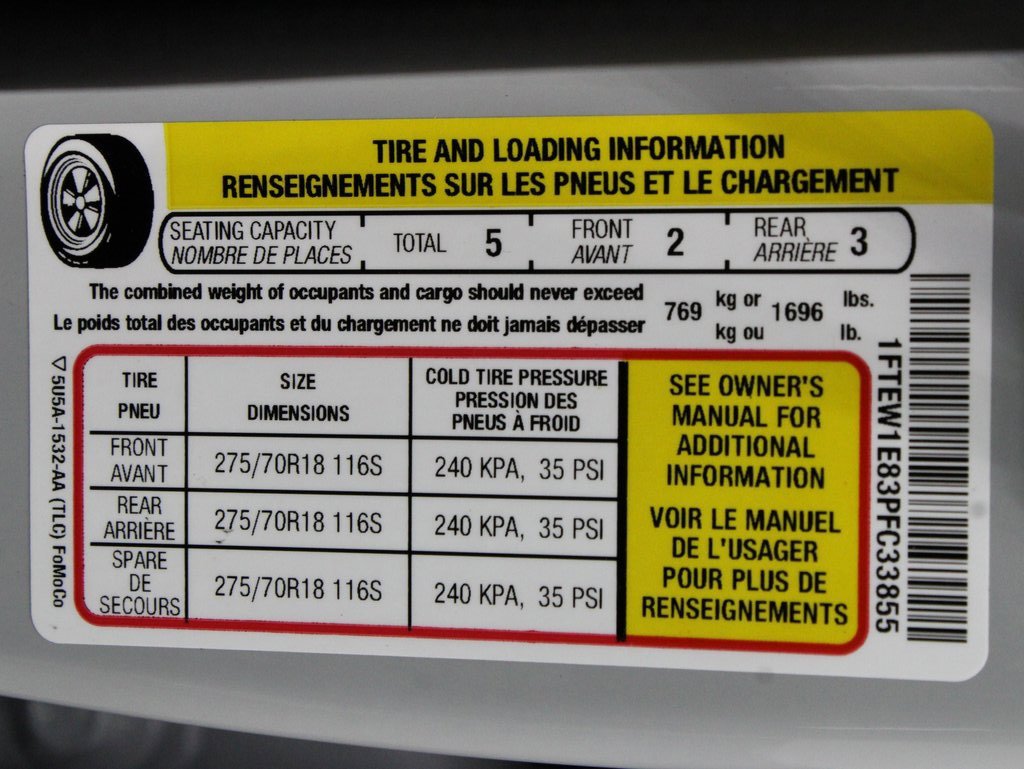 TIRE AND LOADING INFORMATION
RENSEIGNEMENTS SUR LES PNEUS ET LE CHARGEMENT
SEATING CAPACITY
NOMBRE DE PLACES
TOTAL 5
FRONT
AVANT
2
REAR
ARRIÈRE
3
The combined weight of occupants and cargo should never exceed
Le poids total des occupants et du chargement ne doit jamais dépasser
769 kg or 1696 lbs.
kg ou lb.
TIRE
PNEU
SIZE
DIMENSIONS
COLD TIRE PRESSURE
PRESSION DES
PNEUS À FROID
FRONT
AVANT
275/70R18 116S
240 KPA, 35 PSI
REAR
ARRIÈRE
275/70R18 116S
240 KPA, 35 PSI
SPARE
DE
SECOURS
275/70R18 116S
240 KPA, 35 PSI
SEE OWNER'S
MANUAL FOR
ADDITIONAL
INFORMATION
VOIR LE MANUEL
DE L'USAGER
POUR PLUS DE
RENSEIGNEMENTS
5U5A-1532-AA (TLC) FoMoCo
1FTEW1E83PFC33855